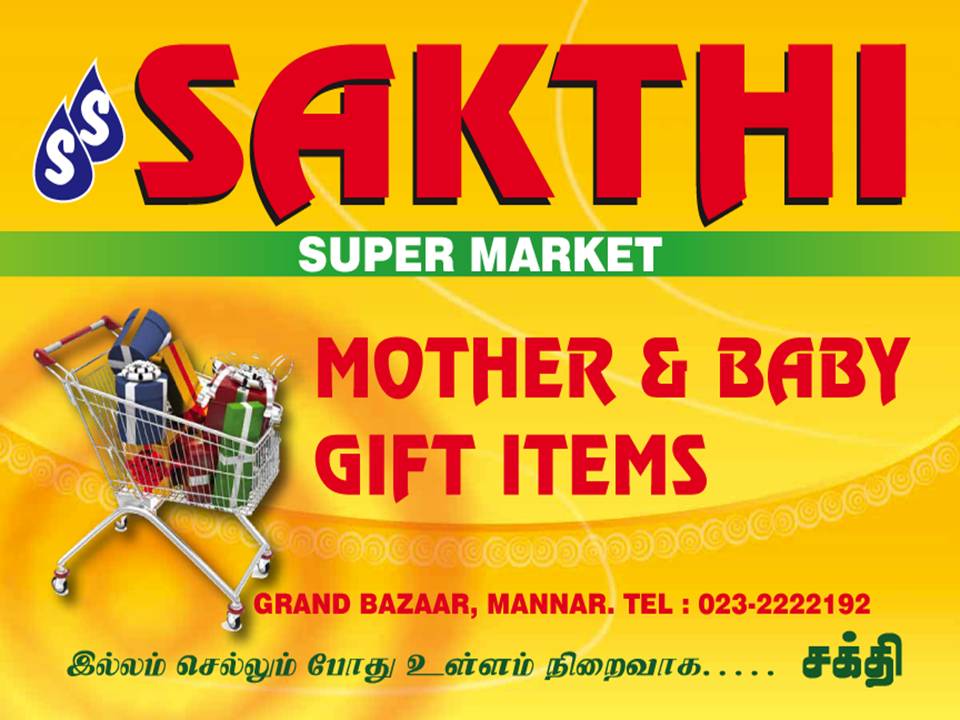 SS SAKTHI
SUPER MARKET
MOTHER & BABY
GIFT ITEMS
GRAND BAZAAR, MANNAR. TEL : 023-2222192
இல்லம் செல்லும் போது உள்ளம் நிறைவாக..... சக்தி